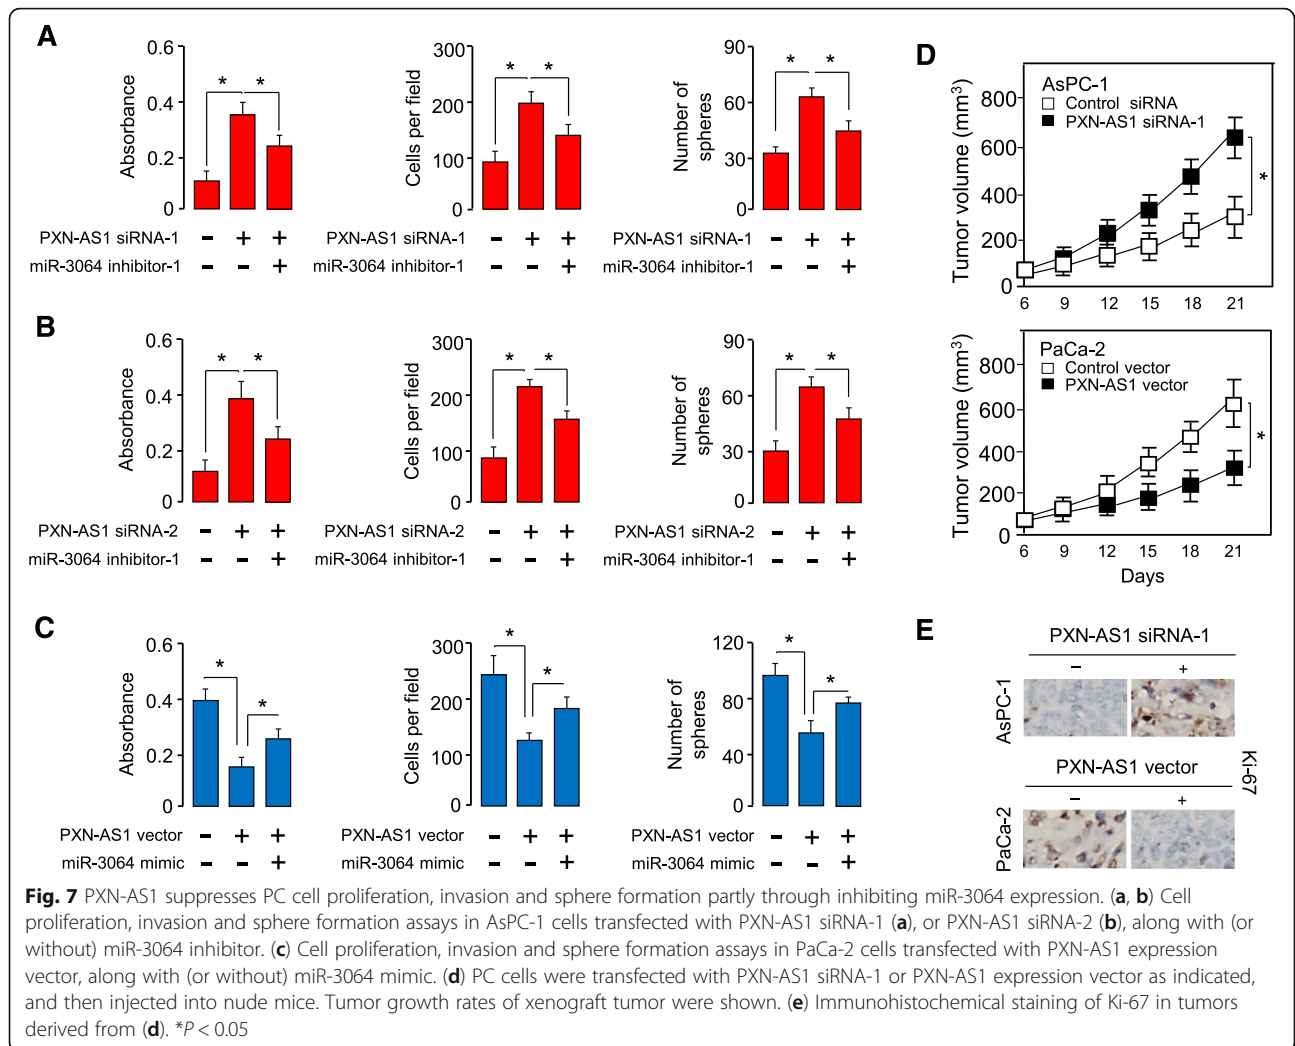 A
0.6
0.4
0.2
0
Absorbance
* *
PXN-AS1 siRNA-1 – + +
miR-3064 inhibitor-1 – – +
300
200
100
0
Cells per field
* *
PXN-AS1 siRNA-1 – + +
miR-3064 inhibitor-1 – – +
90
60
30
0
Number of
spheres
* *
PXN-AS1 siRNA-1 – + +
miR-3064 inhibitor-1 – – +
B
0.6
0.4
0.2
0
Absorbance
* *
PXN-AS1 siRNA-2 – + +
miR-3064 inhibitor-1 – – +
300
200
100
0
Cells per field
* *
PXN-AS1 siRNA-2 – + +
miR-3064 inhibitor-1 – – +
90
60
30
0
Number of
spheres
* *
PXN-AS1 siRNA-2 – + +
miR-3064 inhibitor-1 – – +
C
0.6
0.4
0.2
0
Absorbance
* *
PXN-AS1 vector – + +
miR-3064 mimic – – +
300
200
100
0
Cells per field
* *
PXN-AS1 vector – + +
miR-3064 mimic – – +
120
80
40
0
Number of
spheres
* *
PXN-AS1 vector – + +
miR-3064 mimic – – +
D
AsPC-1
Control siRNA
PXN-AS1 siRNA-1
800
600
400
200
0
Tumor volume (mm³)
*
6 9 12 15 18 21
PaCa-2
Control vector
PXN-AS1 vector
800
600
400
200
0
Tumor volume (mm³)
*
6 9 12 15 18 21
Days
E
PXN-AS1 siRNA-1
– +
AsPC-1
PXN-AS1 vector
– +
PaCa-2
Ki-67
Fig. 7 PXN-AS1 suppresses PC cell proliferation, invasion and sphere formation partly through inhibiting miR-3064 expression. (a, b) Cell
proliferation, invasion and sphere formation assays in AsPC-1 cells transfected with PXN-AS1 siRNA-1 (a), or PXN-AS1 siRNA-2 (b), along with (or
without) miR-3064 inhibitor. (c) Cell proliferation, invasion and sphere formation assays in PaCa-2 cells transfected with PXN-AS1 expression
vector, along with (or without) miR-3064 mimic. (d) PC cells were transfected with PXN-AS1 siRNA-1 or PXN-AS1 expression vector as indicated,
and then injected into nude mice. Tumor growth rates of xenograft tumor were shown. (e) Immunohistochemical staining of Ki-67 in tumors
derived from (d). *P < 0.05